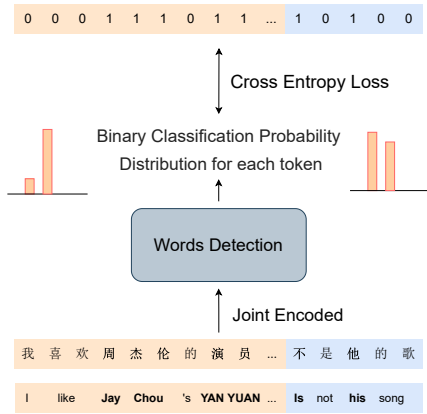 0 0 0 1 1 1 0 1 1 ... 1 0 1 0 0
Cross Entropy Loss
Binary Classification Probability
Distribution for each token
Words Detection
Joint Encoded
我 喜 欢 周 杰 伦 的 演 员 ... 不 是 他 的 歌
I like Jay Chou 's YAN YUAN ... Is not his song